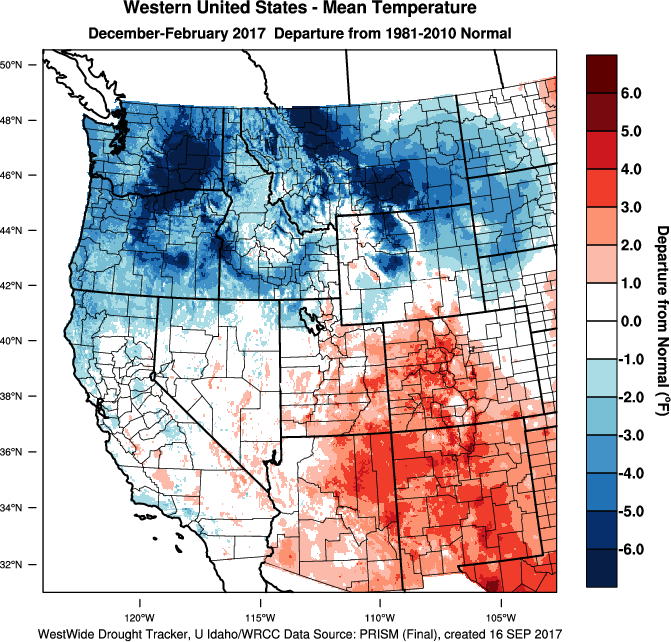 Western United States - Mean Temperature
December-February 2017 Departure from 1981-2010 Normal
50°N
48°N
46°N
44°N
42°N
40°N
38°N
36°N
34°N
32°N
120°W
115°W
110°W
105°W
6.0
5.0
4.0
3.0
2.0
1.0
0.0
-1.0
-2.0
-3.0
-4.0
-5.0
-6.0
Departure from Normal (°F)
WestWide Drought Tracker, U Idaho/WRCC Data Source: PRISM (Final), created 16 SEP 2017